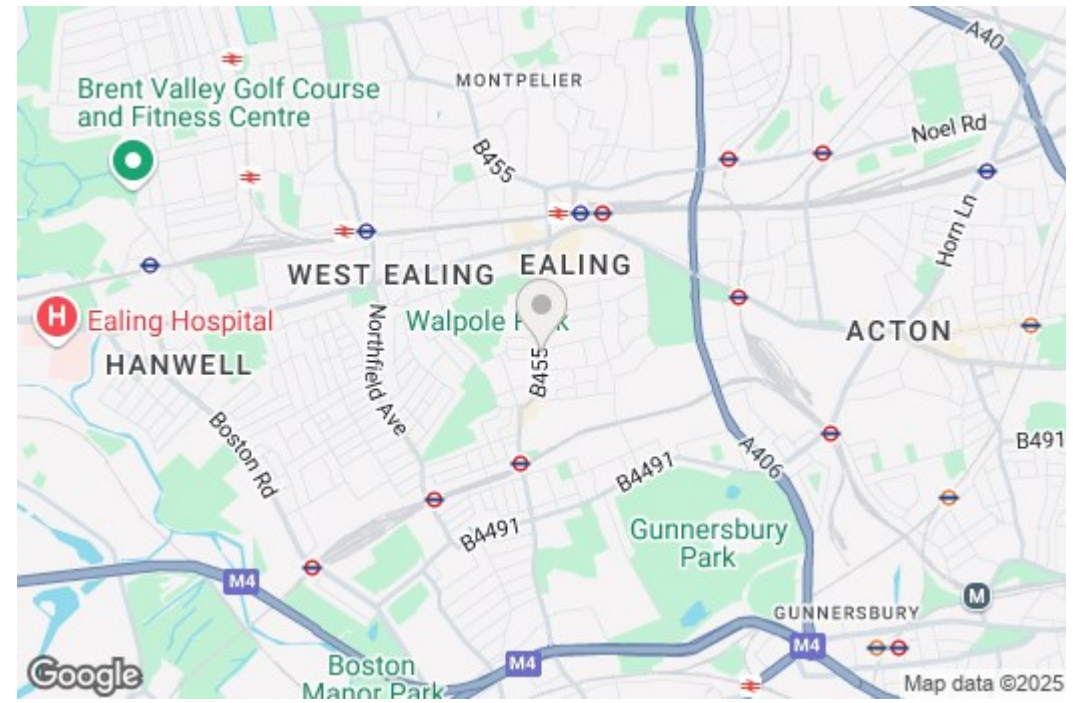 A40
MONTPELIER
Brent Valley Golf Course
and Fitness Centre
Noel Rd
B455
Horn Ln
WEST EALING
EALING
H
Ealing Hospital
Walpole
ACTON
HANWELL
Northfield Ave
B455
Boston Rd
B491
A406
B4491
Gunnersbury
Park
B4491
M4
M
GUNNERSBURY
M4
M4
Boston
Manor Park
Google
Map data ©2025